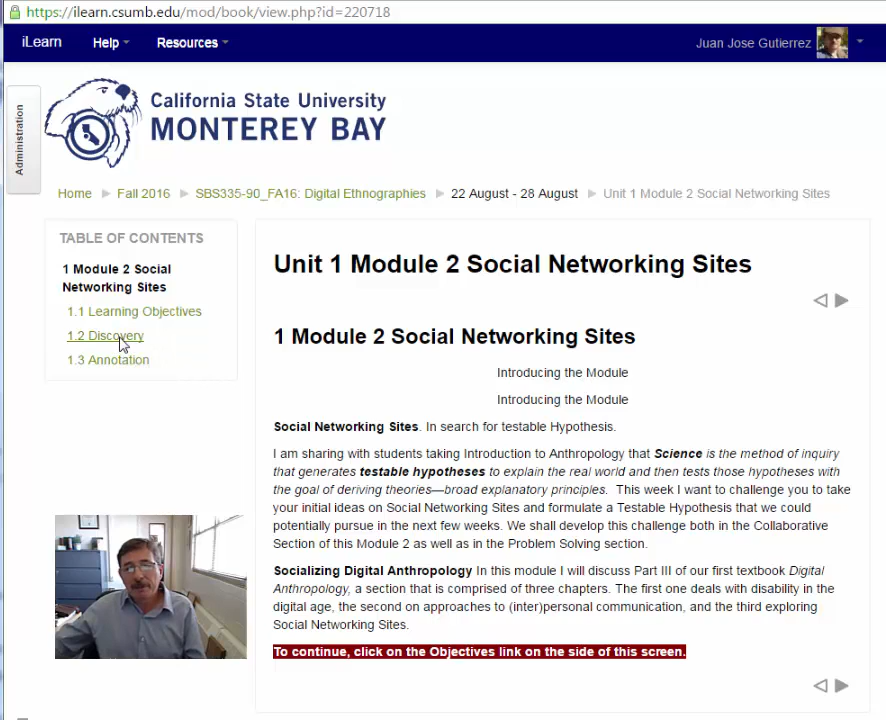 https://ilearn.csumb.edu/mod/book/view.php?id=220718
iLearn Help Resources Juan Jose Gutierrez
Administration
California State University
MONTEREY BAY
Home Fall 2016 SBS335-90_FA16: Digital Ethnographies 22 August - 28 August Unit 1 Module 2 Social Networking Sites
TABLE OF CONTENTS
1 Module 2 Social
Networking Sites
1.1 Learning Objectives
1.2 Discovery
1.3 Annotation
Unit 1 Module 2 Social Networking Sites
1 Module 2 Social Networking Sites
Introducing the Module
Introducing the Module
Social Networking Sites. In search for testable Hypothesis.
I am sharing with students taking Introduction to Anthropology that Science is the method of inquiry
that generates testable hypotheses to explain the real world and then tests those hypotheses with
the goal of deriving theories—broad explanatory principles. This week I want to challenge you to take
your initial ideas on Social Networking Sites and formulate a Testable Hypothesis that we could
potentially pursue in the next few weeks. We shall develop this challenge both in the Collaborative
Section of this Module 2 as well as in the Problem Solving section.
Socializing Digital Anthropology In this module I will discuss Part III of our first textbook Digital
Anthropology, a section that is comprised of three chapters. The first one deals with disability in the
digital age, the second on approaches to (inter)personal communication, and the third exploring
Social Networking Sites.
To continue, click on the Objectives link on the side of this screen.